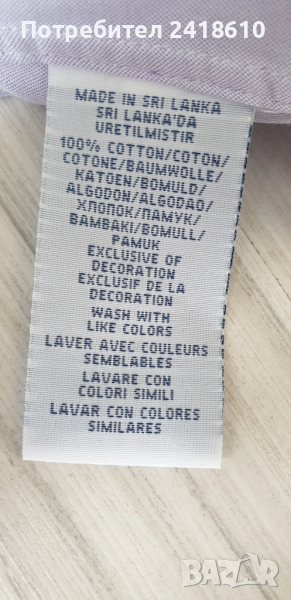 Потребител 2418610
MADE IN SRI LANKA
SRI LANKA'DA
URETILMISTIR
100% COTTON/COTON/
COTONE/BAUMWOLLE/
KATOEN/BOMULD/
ALGODON/ALGODAO/
ХЛОПОК/ПАМУК/
BAMBAKI/BOMULL/
PAMUK
EXCLUSIVE OF
DECORATION
EXCLUSIF DE LA
DECORATION
WASH WITH
LIKE COLORS
LAVER AVEC COULEURS
SEMBLABLES
LAVARE CON
COLORI SIMILI
LAVAR CON COLORES
SIMILARES
BAZAR